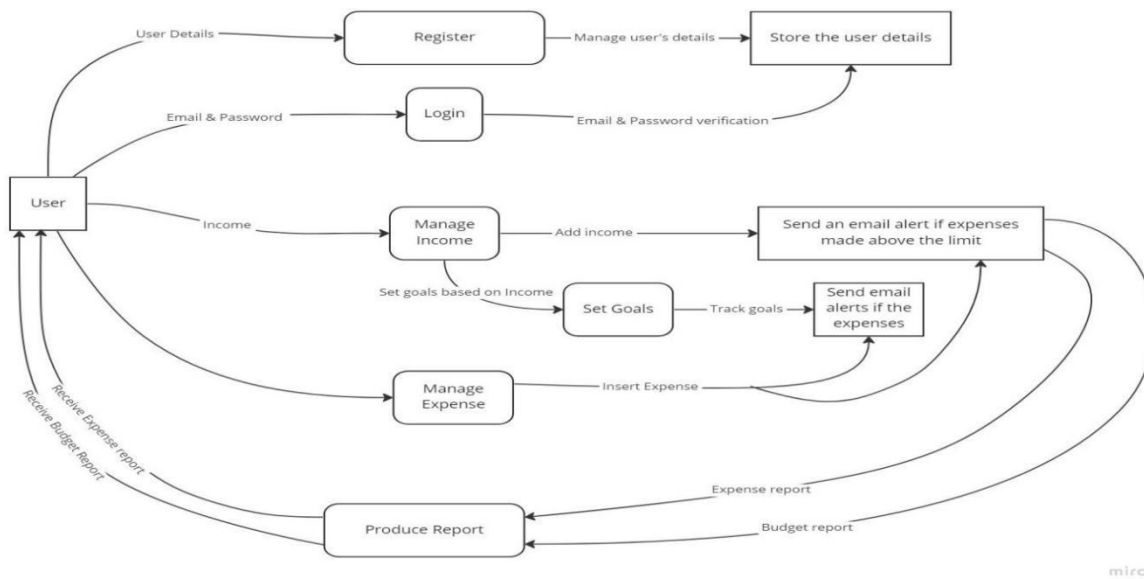 User Details
Register
Manage user's details
Store the user details
Email & Password
Login
Email & Password verification
User
Income
Manage
Income
Add income
Send an email alert if expenses
made above the limit
Set goals based on Income
Set Goals
Track goals
Send email
alerts if the
expenses
Manage
Expense
Insert Expense
Receive Expense report
Receive Budget Report
Expense report
Produce Report
Budget report
miro